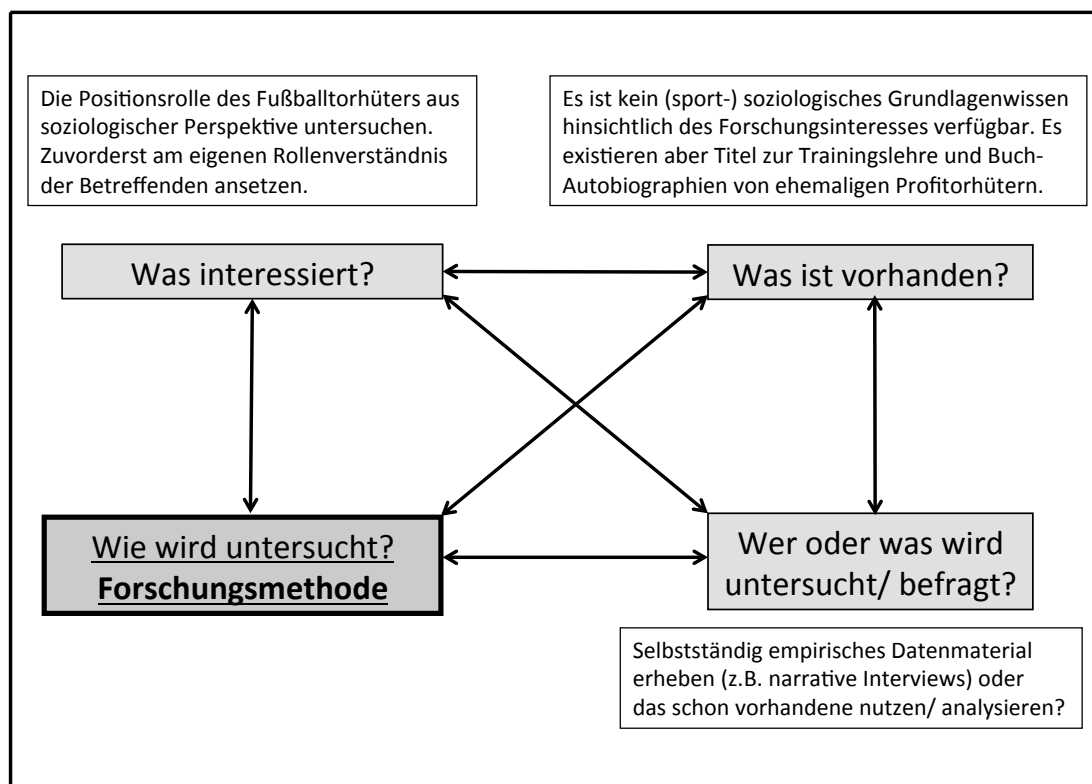 Die Positionsrolle des Fußballtorhüters aus
soziologischer Perspektive untersuchen.
Zuvorderst am eigenen Rollenverständnis
der Betreffenden ansetzen.
Es ist kein (sport-) soziologisches Grundlagenwissen
hinsichtlich des Forschungsinteresses verfügbar. Es
existieren aber Titel zur Trainingslehre und Buch-
Autobiographien von ehemaligen Profitorhütern.
Was interessiert?
Was ist vorhanden?
Wie wird untersucht?
Forschungsmethode
Wer oder was wird
untersucht/ befragt?
Selbstständig empirisches Datenmaterial
erheben (z.B. narrative Interviews) oder
das schon vorhandene nutzen/ analysieren?